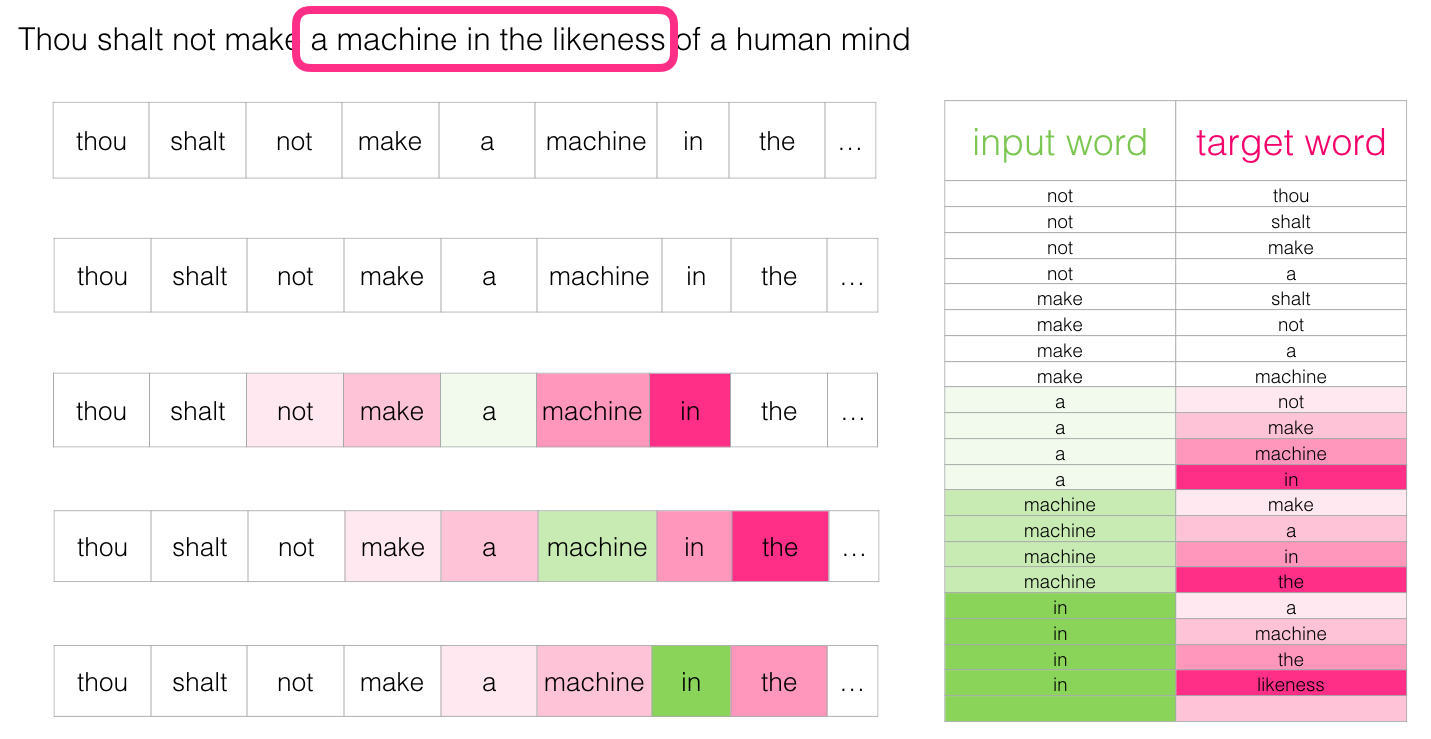 Thou shalt not make a machine in the likeness of a human mind
thou shalt not make a machine in the ...
thou shalt not make a machine in the ...
thou shalt not make a machine in the ...
thou shalt not make a machine in the ...
thou shalt not make a machine in the ...
input word target word
not thou
not shalt
not make
not a
make shalt
make not
make a
make machine
a not
a make
a machine
a in
machine make
machine a
machine in
machine the
in a
in machine
in the
in likeness